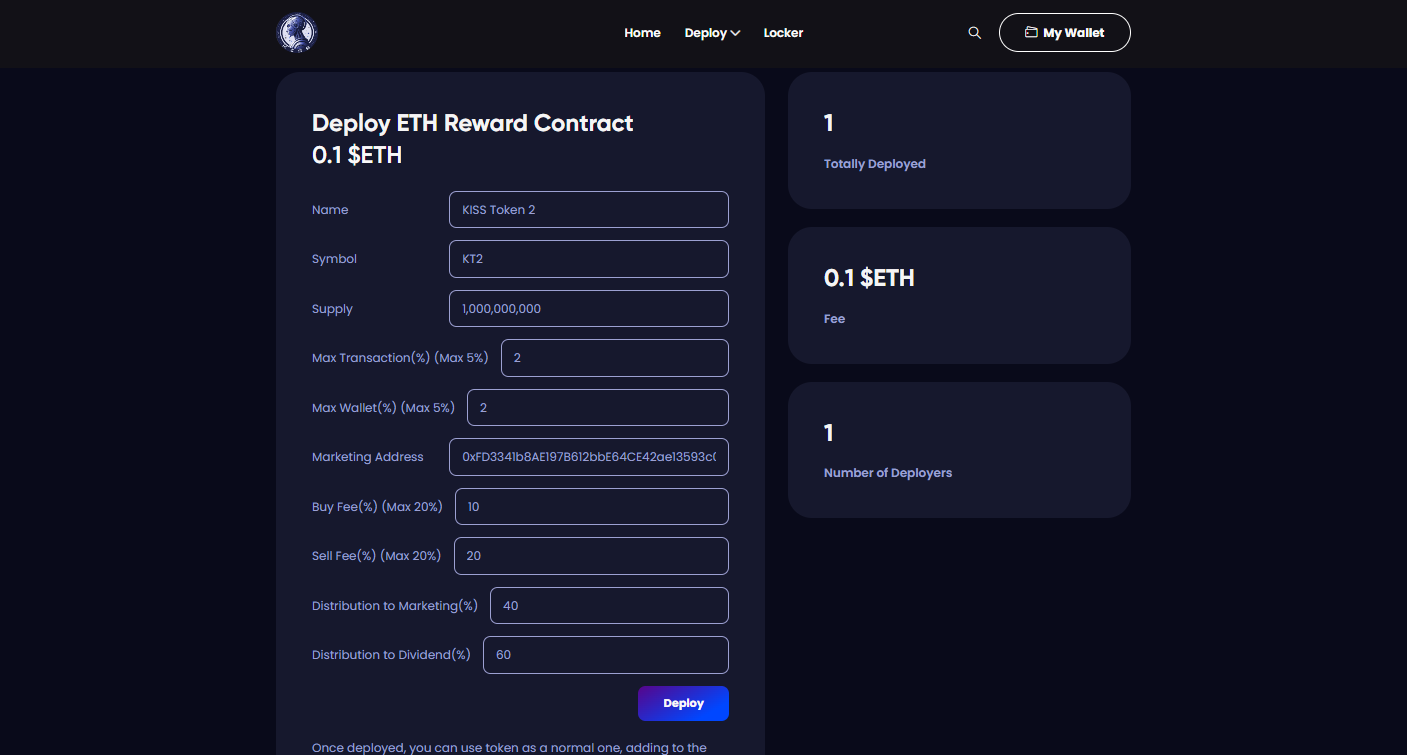 Home Deploy Locker My Wallet
Deploy ETH Reward Contract
0.1 $ETH
Name KISS Token 2
Symbol KT2
Supply 1,000,000,000
Max Transaction(%) (Max 5%) 2
Max Wallet(%) (Max 5%) 2
Marketing Address 0xFD3341b8AE197B612bbE64CE42ae13593c
Buy Fee(%) (Max 20%) 10
Sell Fee(%) (Max 20%) 20
Distribution to Marketing(%) 40
Distribution to Dividend(%) 60
Deploy
Once deployed, you can use token as a normal one, adding to the
1
Totally Deployed
0.1 $ETH
Fee
1
Number of Deployers